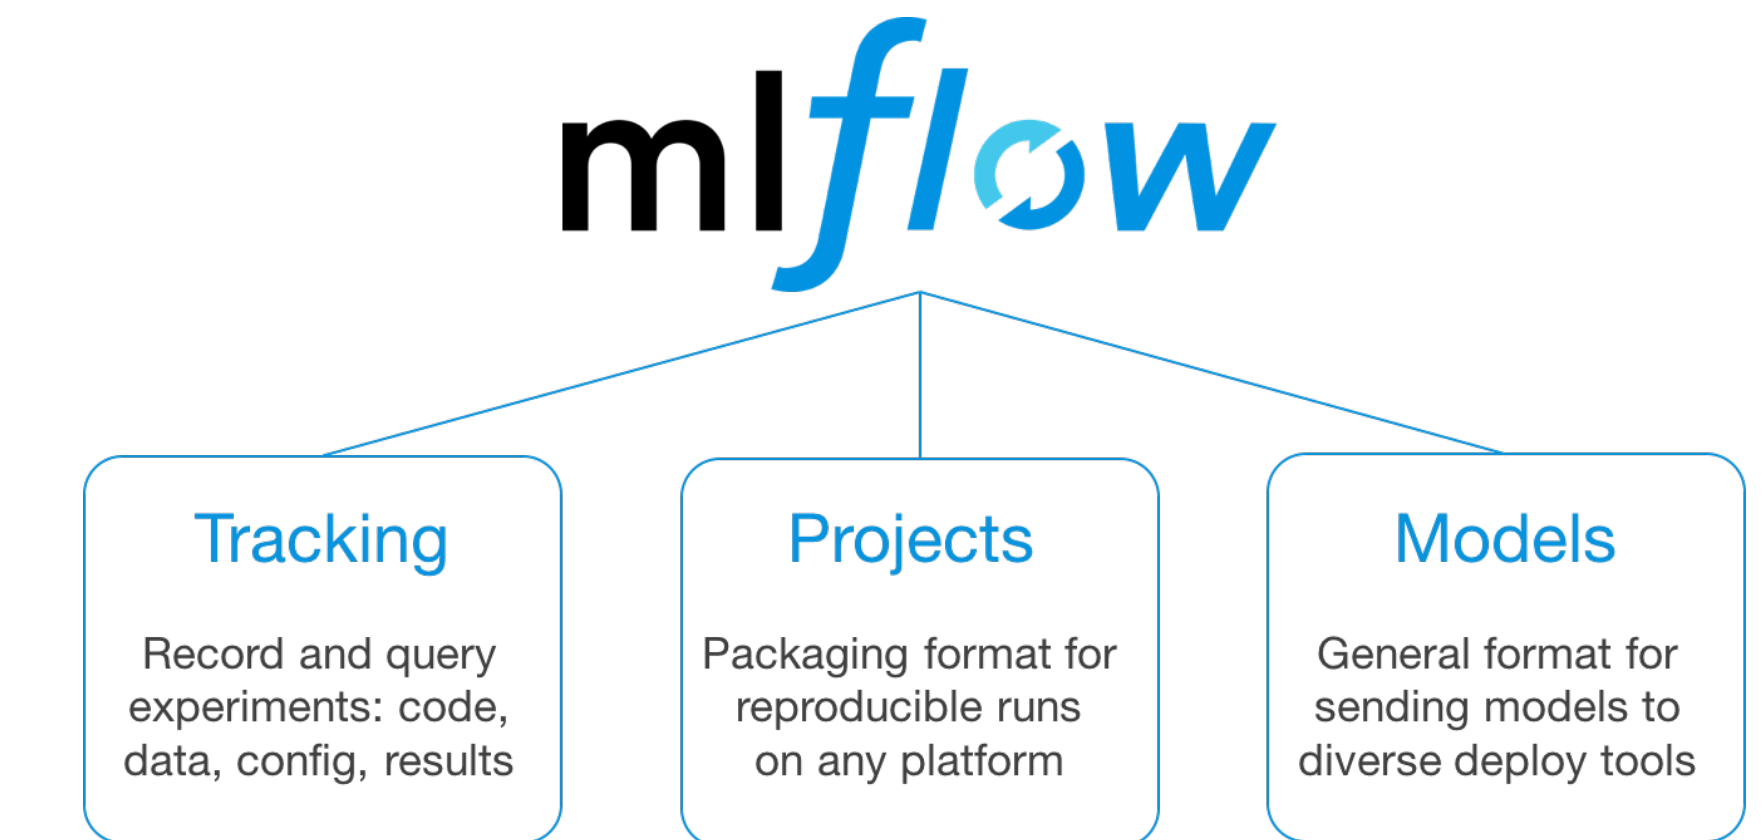 mlflow
Tracking
Record and query
experiments: code,
data, config, results
Projects
Packaging format for
reproducible runs
on any platform
Models
General format for
sending models to
diverse deploy tools